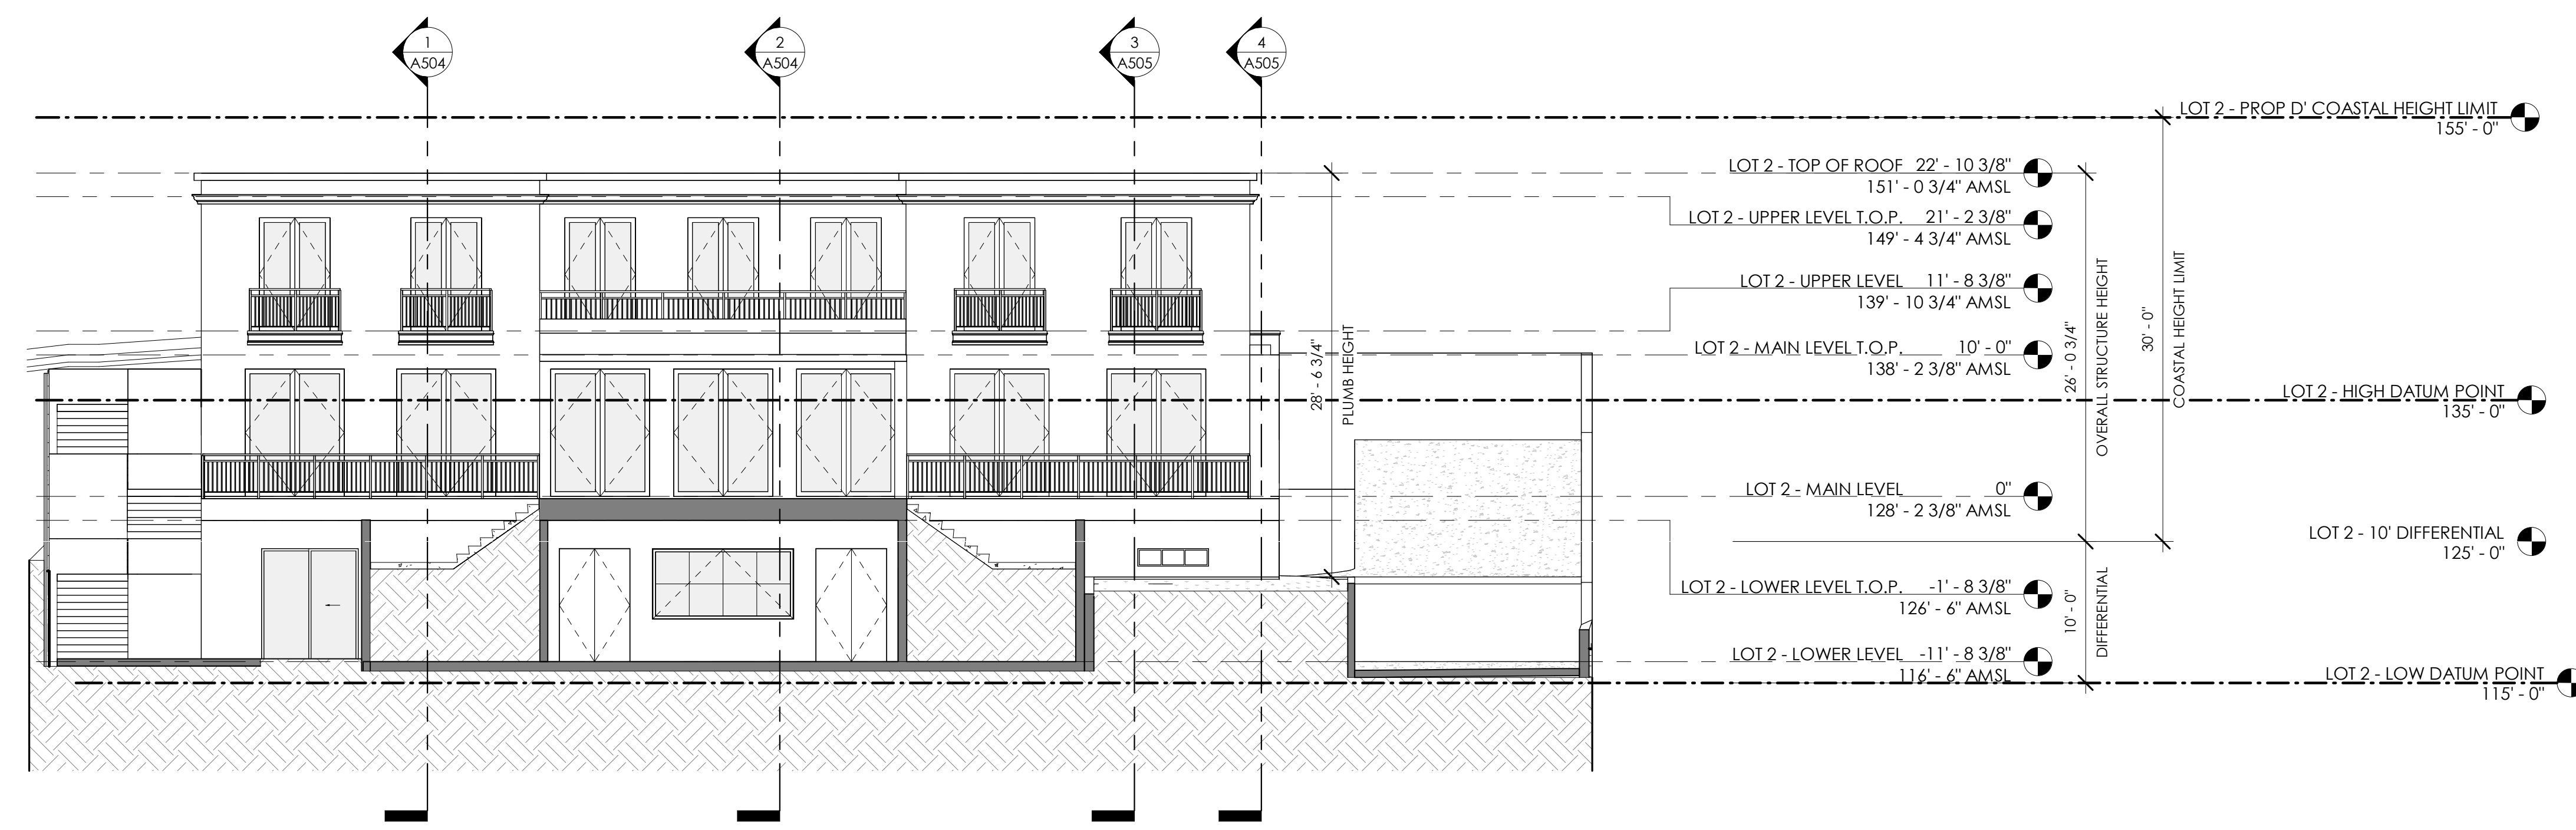 1
A504
2
A504
3
A505
4
A505
LOT 2 - PROP D' COASTAL HEIGHT LIMIT
155' - 0"
LOT 2 - TOP OF ROOF 22' - 10 3/8"
151' - 0 3/4" AMSL
LOT 2 - UPPER LEVEL T.O.P. 21' - 2 3/8"
149' - 4 3/4" AMSL
LOT 2 - UPPER LEVEL 11' - 8 3/8"
139' - 10 3/4" AMSL
LOT 2 - MAIN LEVEL T.O.P. 10' - 0"
138' - 2 3/8" AMSL
28' - 6 3/4"
PLUMB HEIGHT
26' - 0 3/4"
OVERALL STRUCTURE HEIGHT
30' - 0"
COASTAL HEIGHT LIMIT
LOT 2 - HIGH DATUM POINT
135' - 0"
LOT 2 - MAIN LEVEL 0"
128' - 2 3/8" AMSL
LOT 2 - 10' DIFFERENTIAL
125' - 0"
LOT 2 - LOWER LEVEL T.O.P. -1' - 8 3/8"
126' - 6" AMSL
10' - 0"
DIFFERENTIAL
LOT 2 - LOWER LEVEL -11' - 8 3/8"
116' - 6" AMSL
LOT 2 - LOW DATUM POINT
115' - 0"